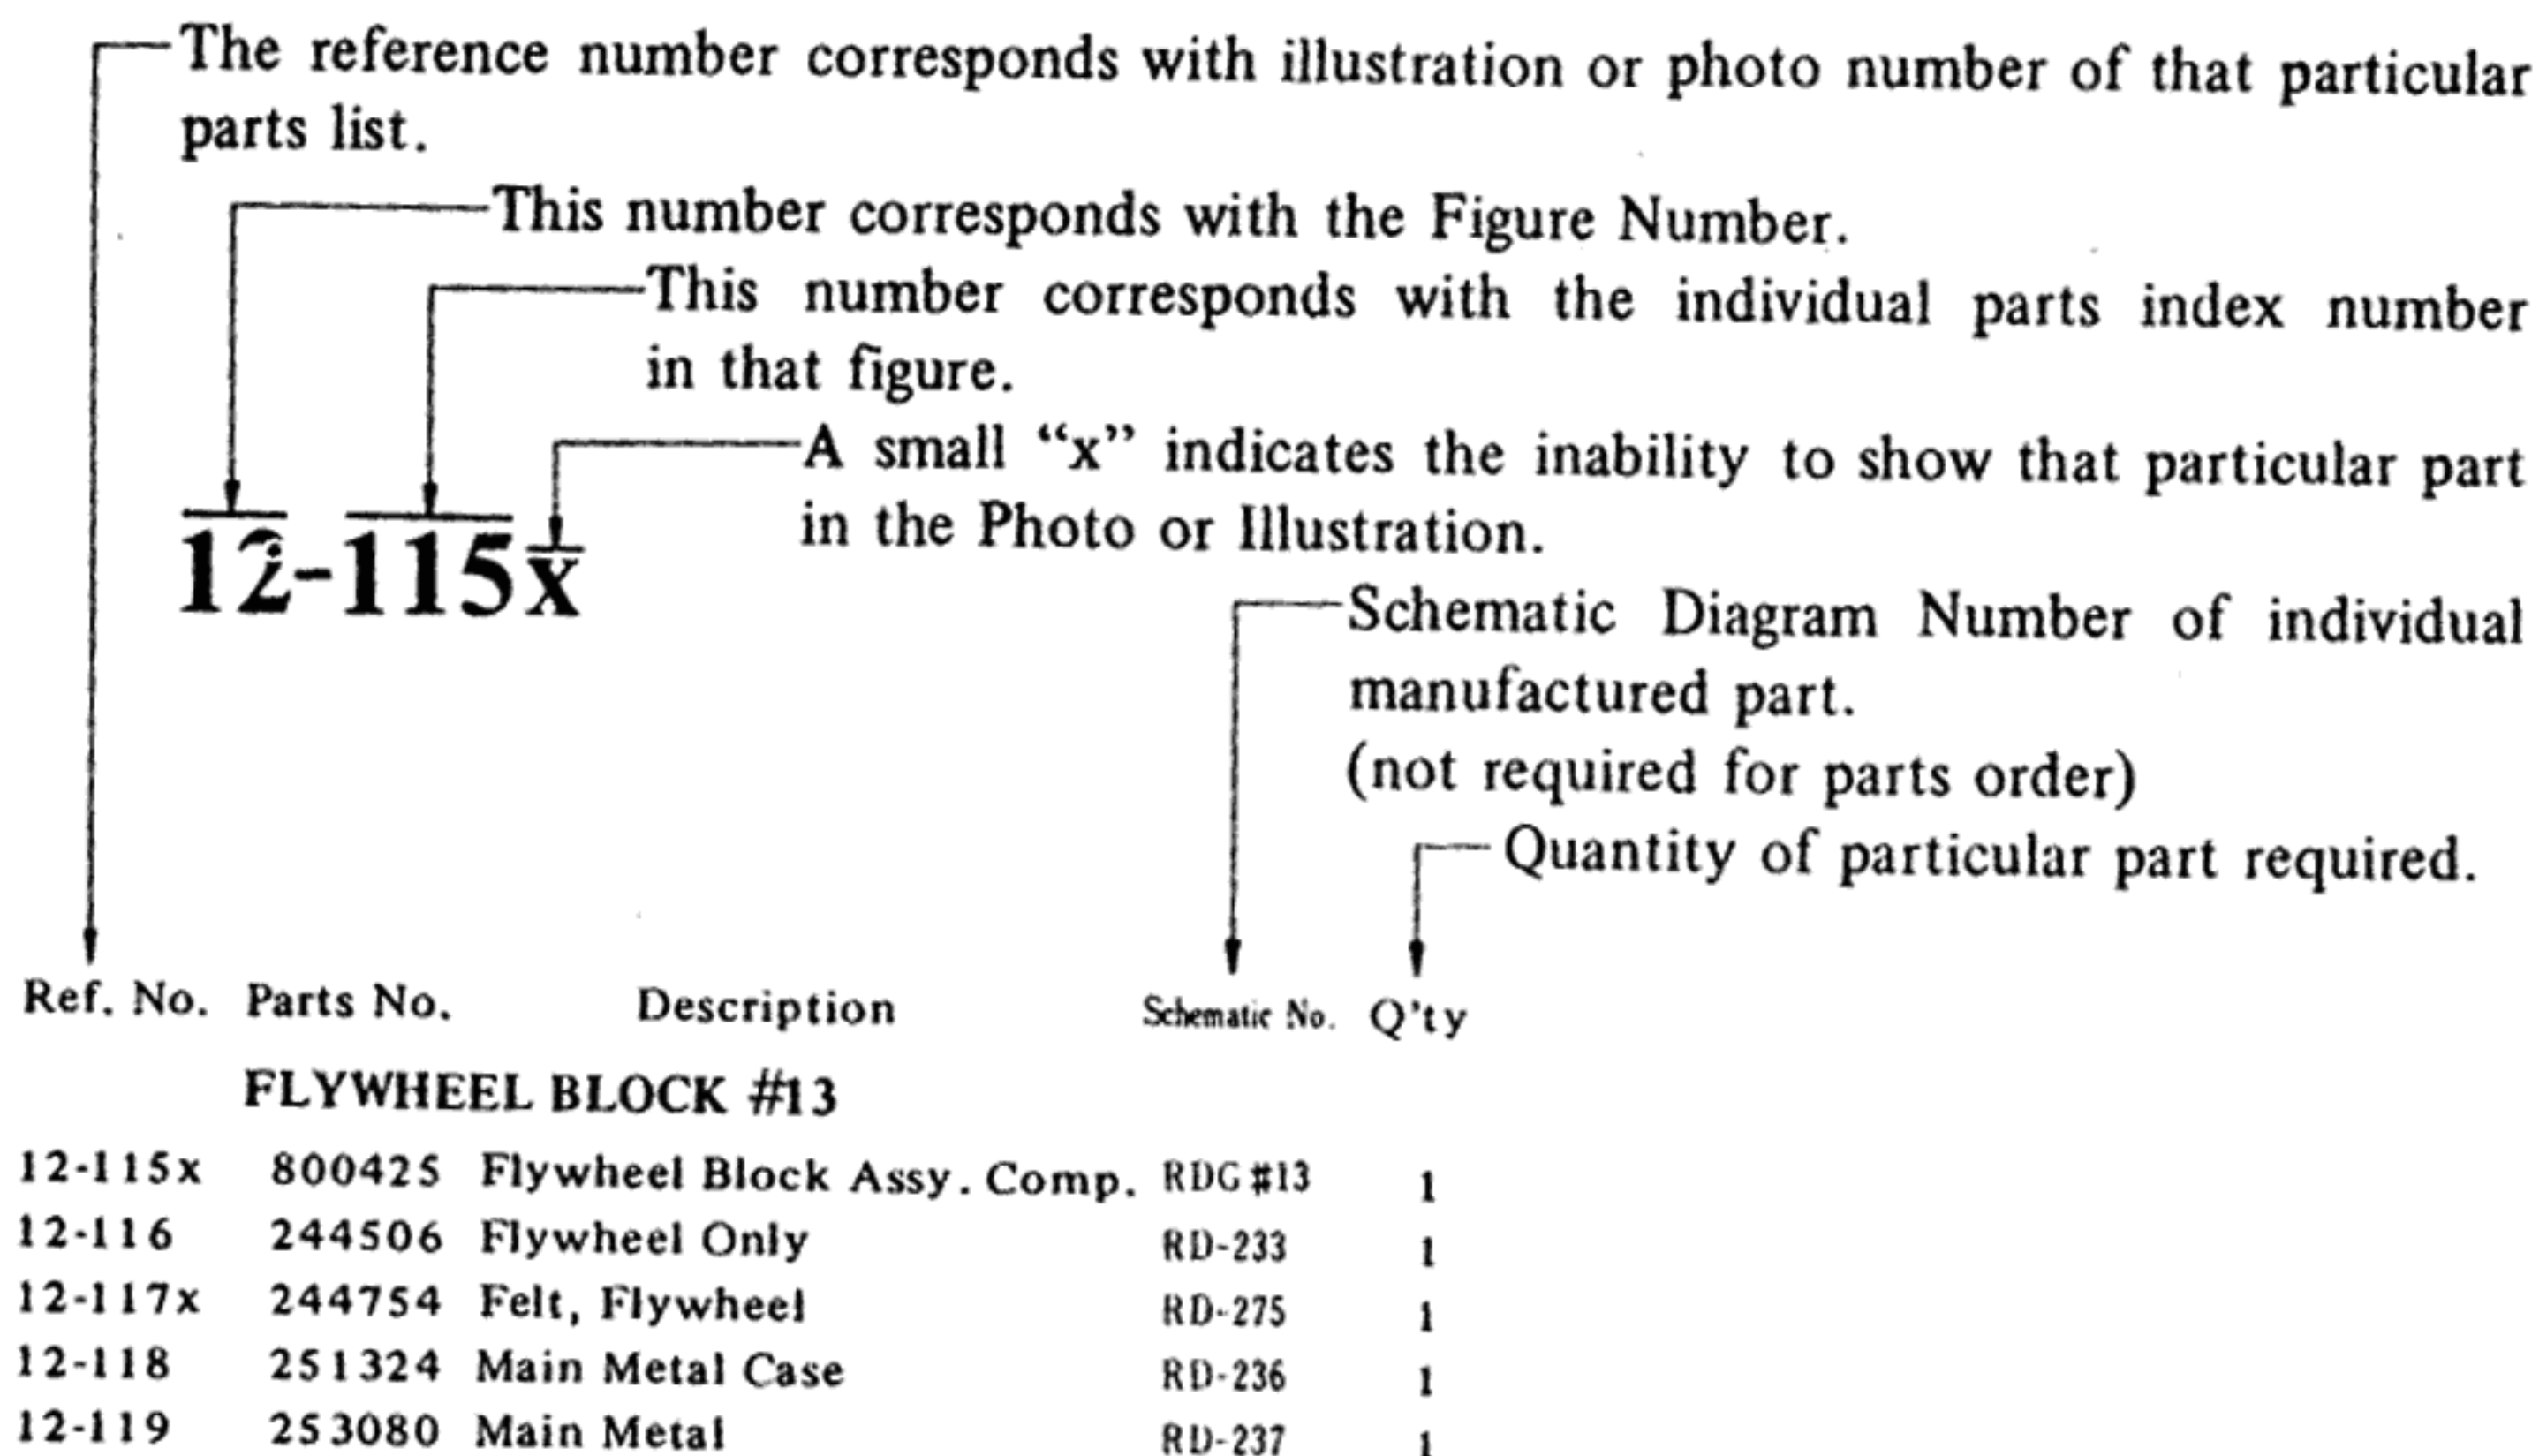 The reference number corresponds with illustration or photo number of that particular
parts list.
This number corresponds with the Figure Number.
This number corresponds with the individual parts index number
in that figure.
A small “x” indicates the inability to show that particular part
in the Photo or Illustration.
12-115x
Schematic Diagram Number of individual
manufactured part.
(not required for parts order)
Quantity of particular part required.
Ref. No. Parts No. Description Schematic No. Q'ty
FLYWHEEL BLOCK #13
12-115x 800425 Flywheel Block Assy. Comp. RDG #13 1
12-116 244506 Flywheel Only RD-233 1
12-117x 244754 Felt, Flywheel RD-275 1
12-118 251324 Main Metal Case RD-236 1
12-119 253080 Main Metal RD-237 1